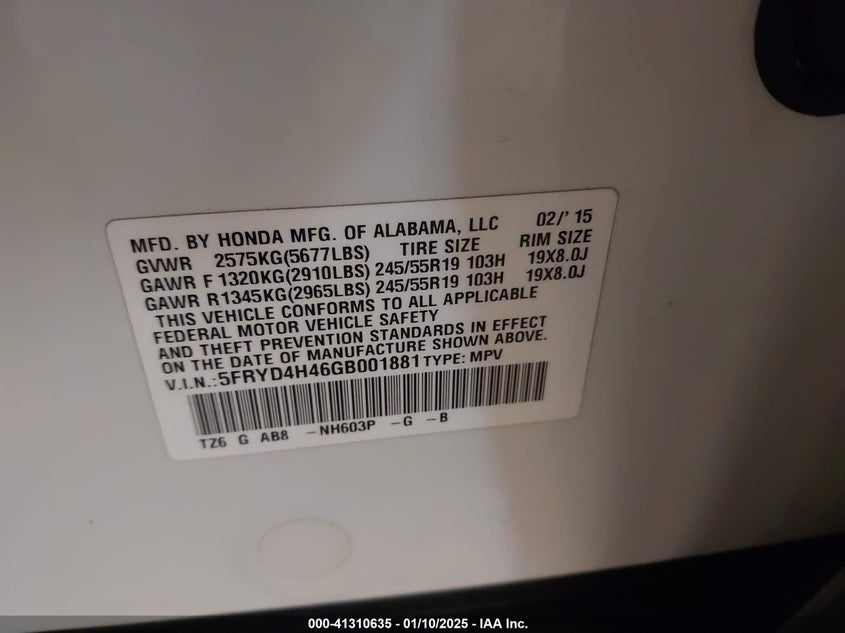 MFD. BY HONDA MFG. OF ALABAMA, LLC 02/' 15
GVWR 2575KG(5677LBS) TIRE SIZE RIM SIZE
GAWR F 1320KG(2910LBS) 245/55R19 103H 19X8.0J
GAWR R1345KG(2965LBS) 245/55R19 103H 19X8.0J
THIS VEHICLE CONFORMS TO ALL APPLICABLE
FEDERAL MOTOR VEHICLE SAFETY
AND THEFT PREVENTION STANDARDS IN EFFECT
ON THE DATE OF MANUFACTURE SHOWN ABOVE.
V.I.N.:5FRYD4H46GB001881 TYPE: MPV
TZ6 G AB8 -NH603P -G -B
000-41310635 - 01/10/2025 - IAA Inc.